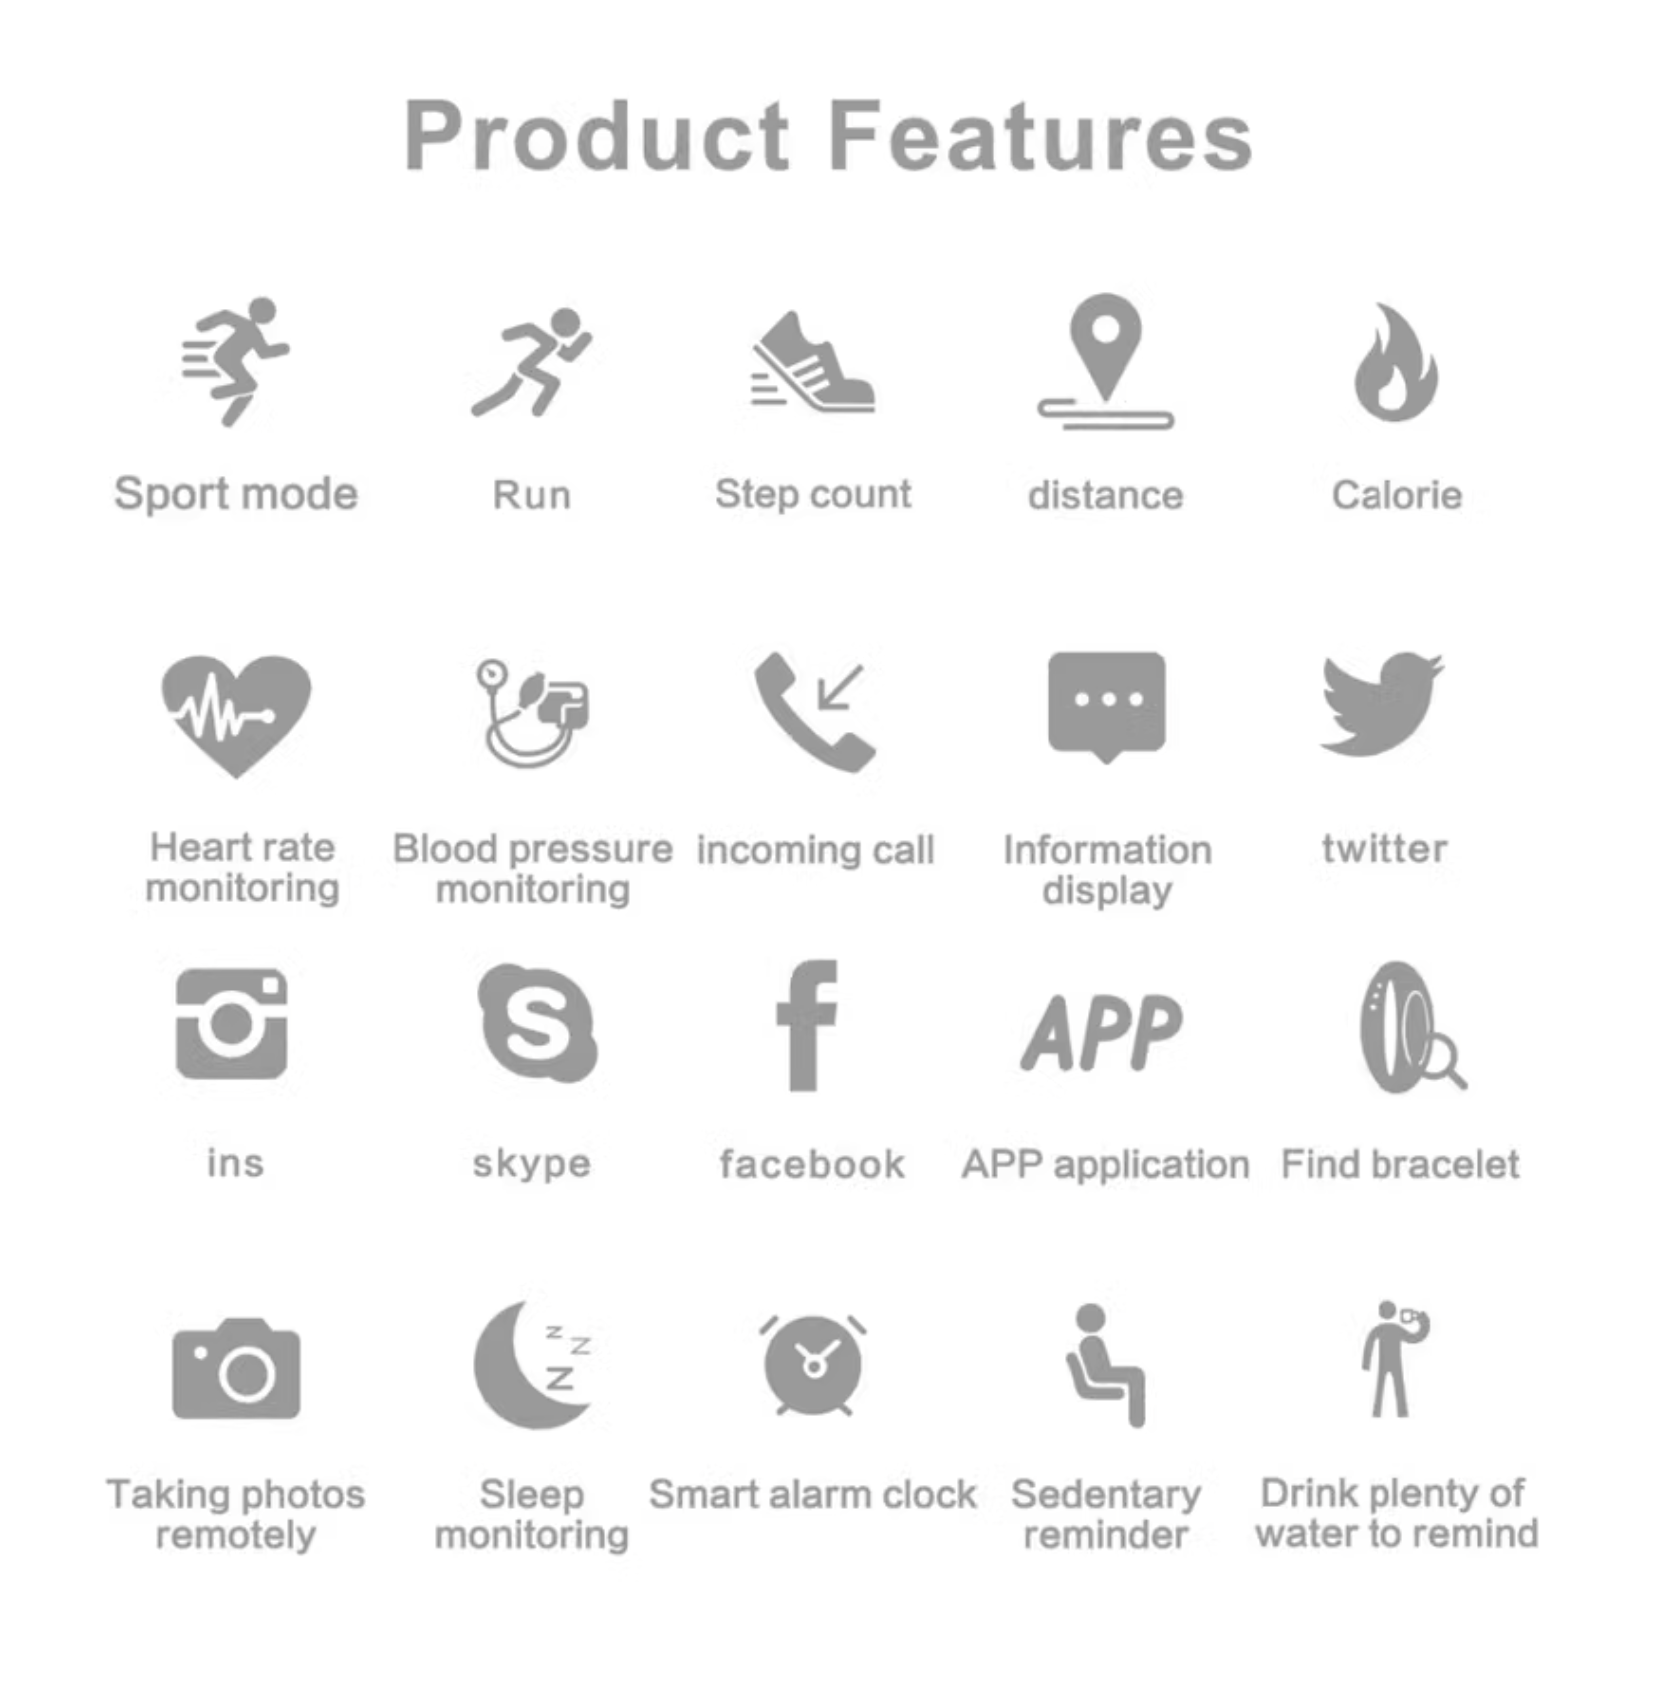 Product Features
Sport mode
Run
Step count
distance
Calorie
Heart rate
monitoring
Blood pressure
monitoring
incoming call
Information
display
twitter
ins
S
skype
f
facebook
APP
APP application
Find bracelet
Taking photos
remotely
z
z
z
Sleep
monitoring
Smart alarm clock
Sedentary
reminder
Drink plenty of
water to remind